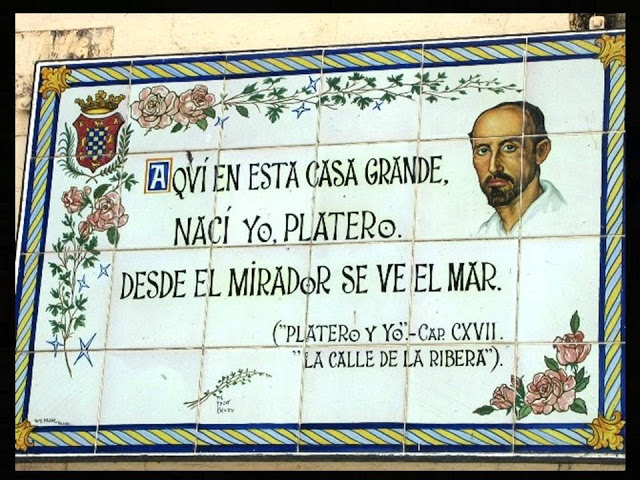 AQVÍ EN ESTA CASA GRANDE,
NACÍ YO, PLATERO.
DESDE EL MIRADOR SE VE EL MAR.
("PLATERO Y YO".-CAP. CXVII.
"LA CALLE DE LA RIBERA").